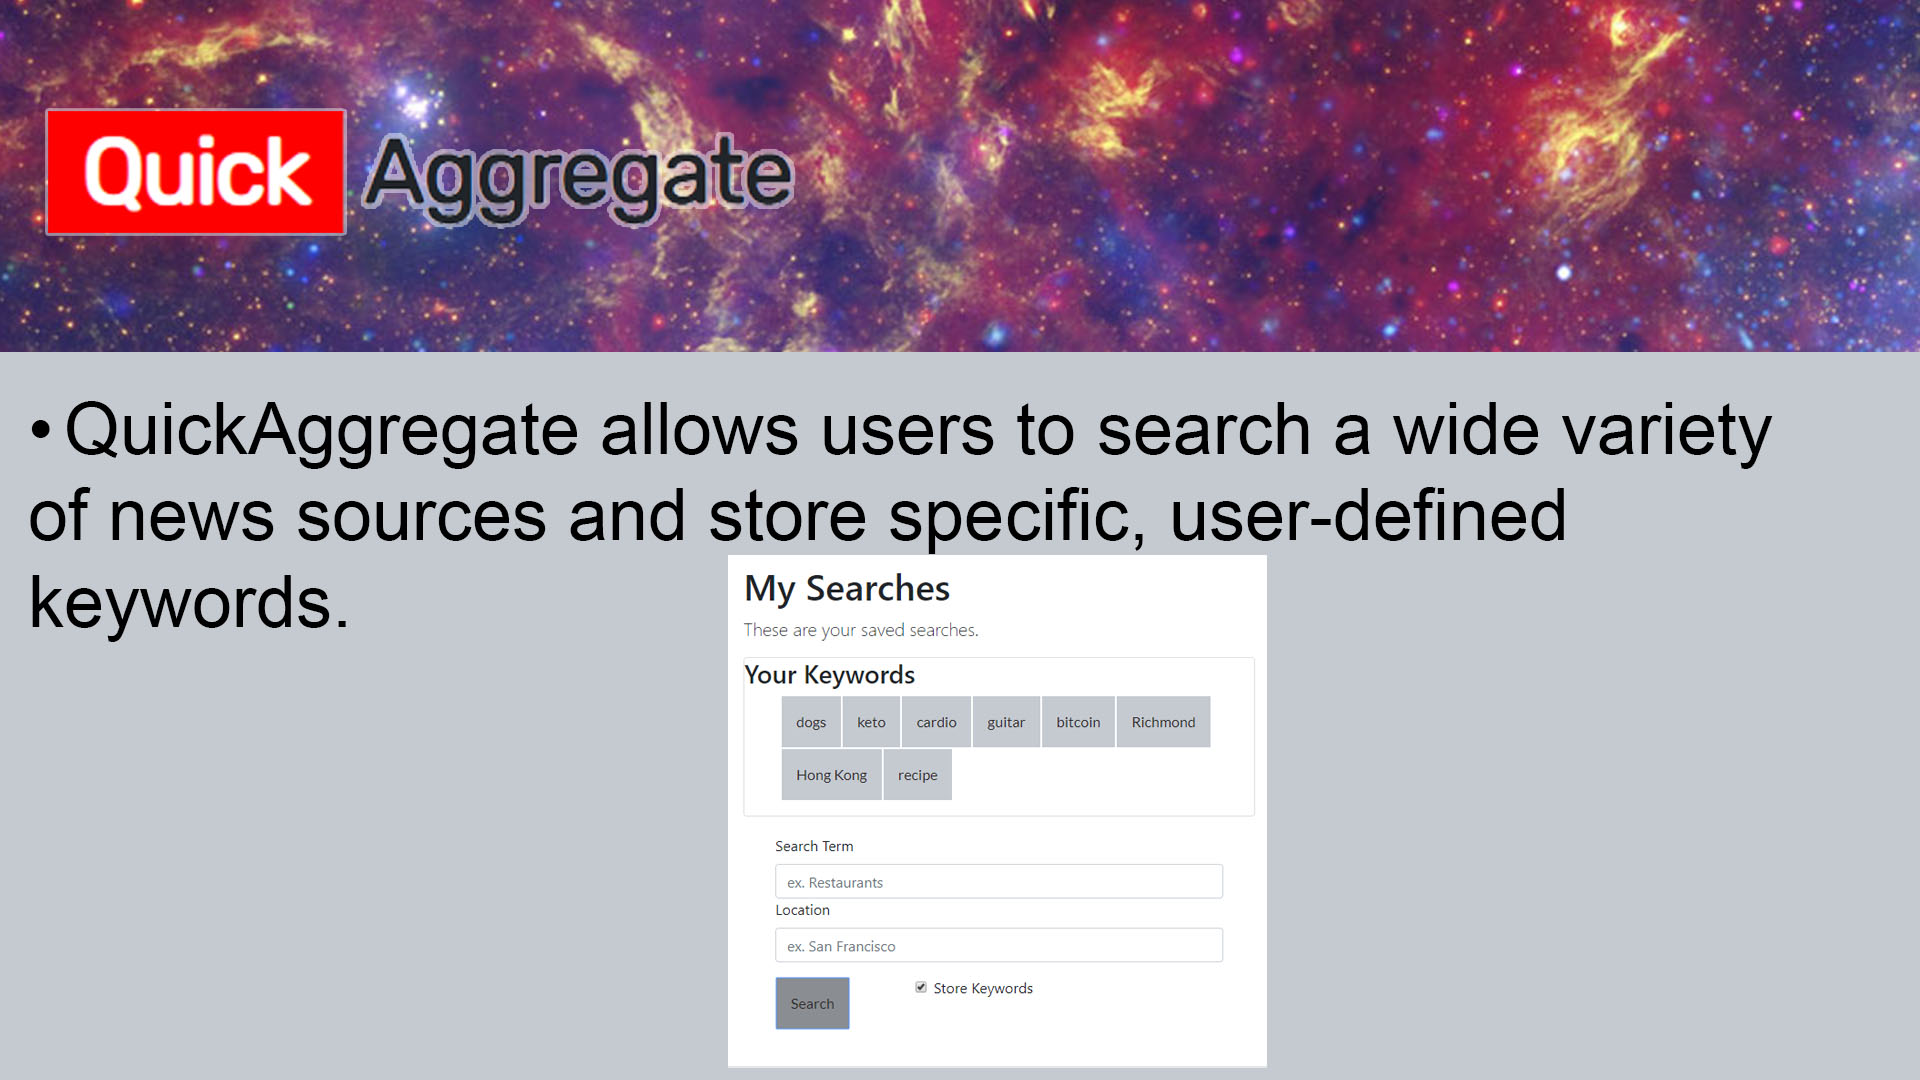 Quick Aggregate
• QuickAggregate allows users to search a wide variety
of news sources and store specific, user-defined
keywords.
My Searches
These are your saved searches.
Your Keywords
dogs keto cardio guitar bitcoin Richmond
Hong Kong recipe
Search Term
ex. Restaurants
Location
ex. San Francisco
Search Store Keywords